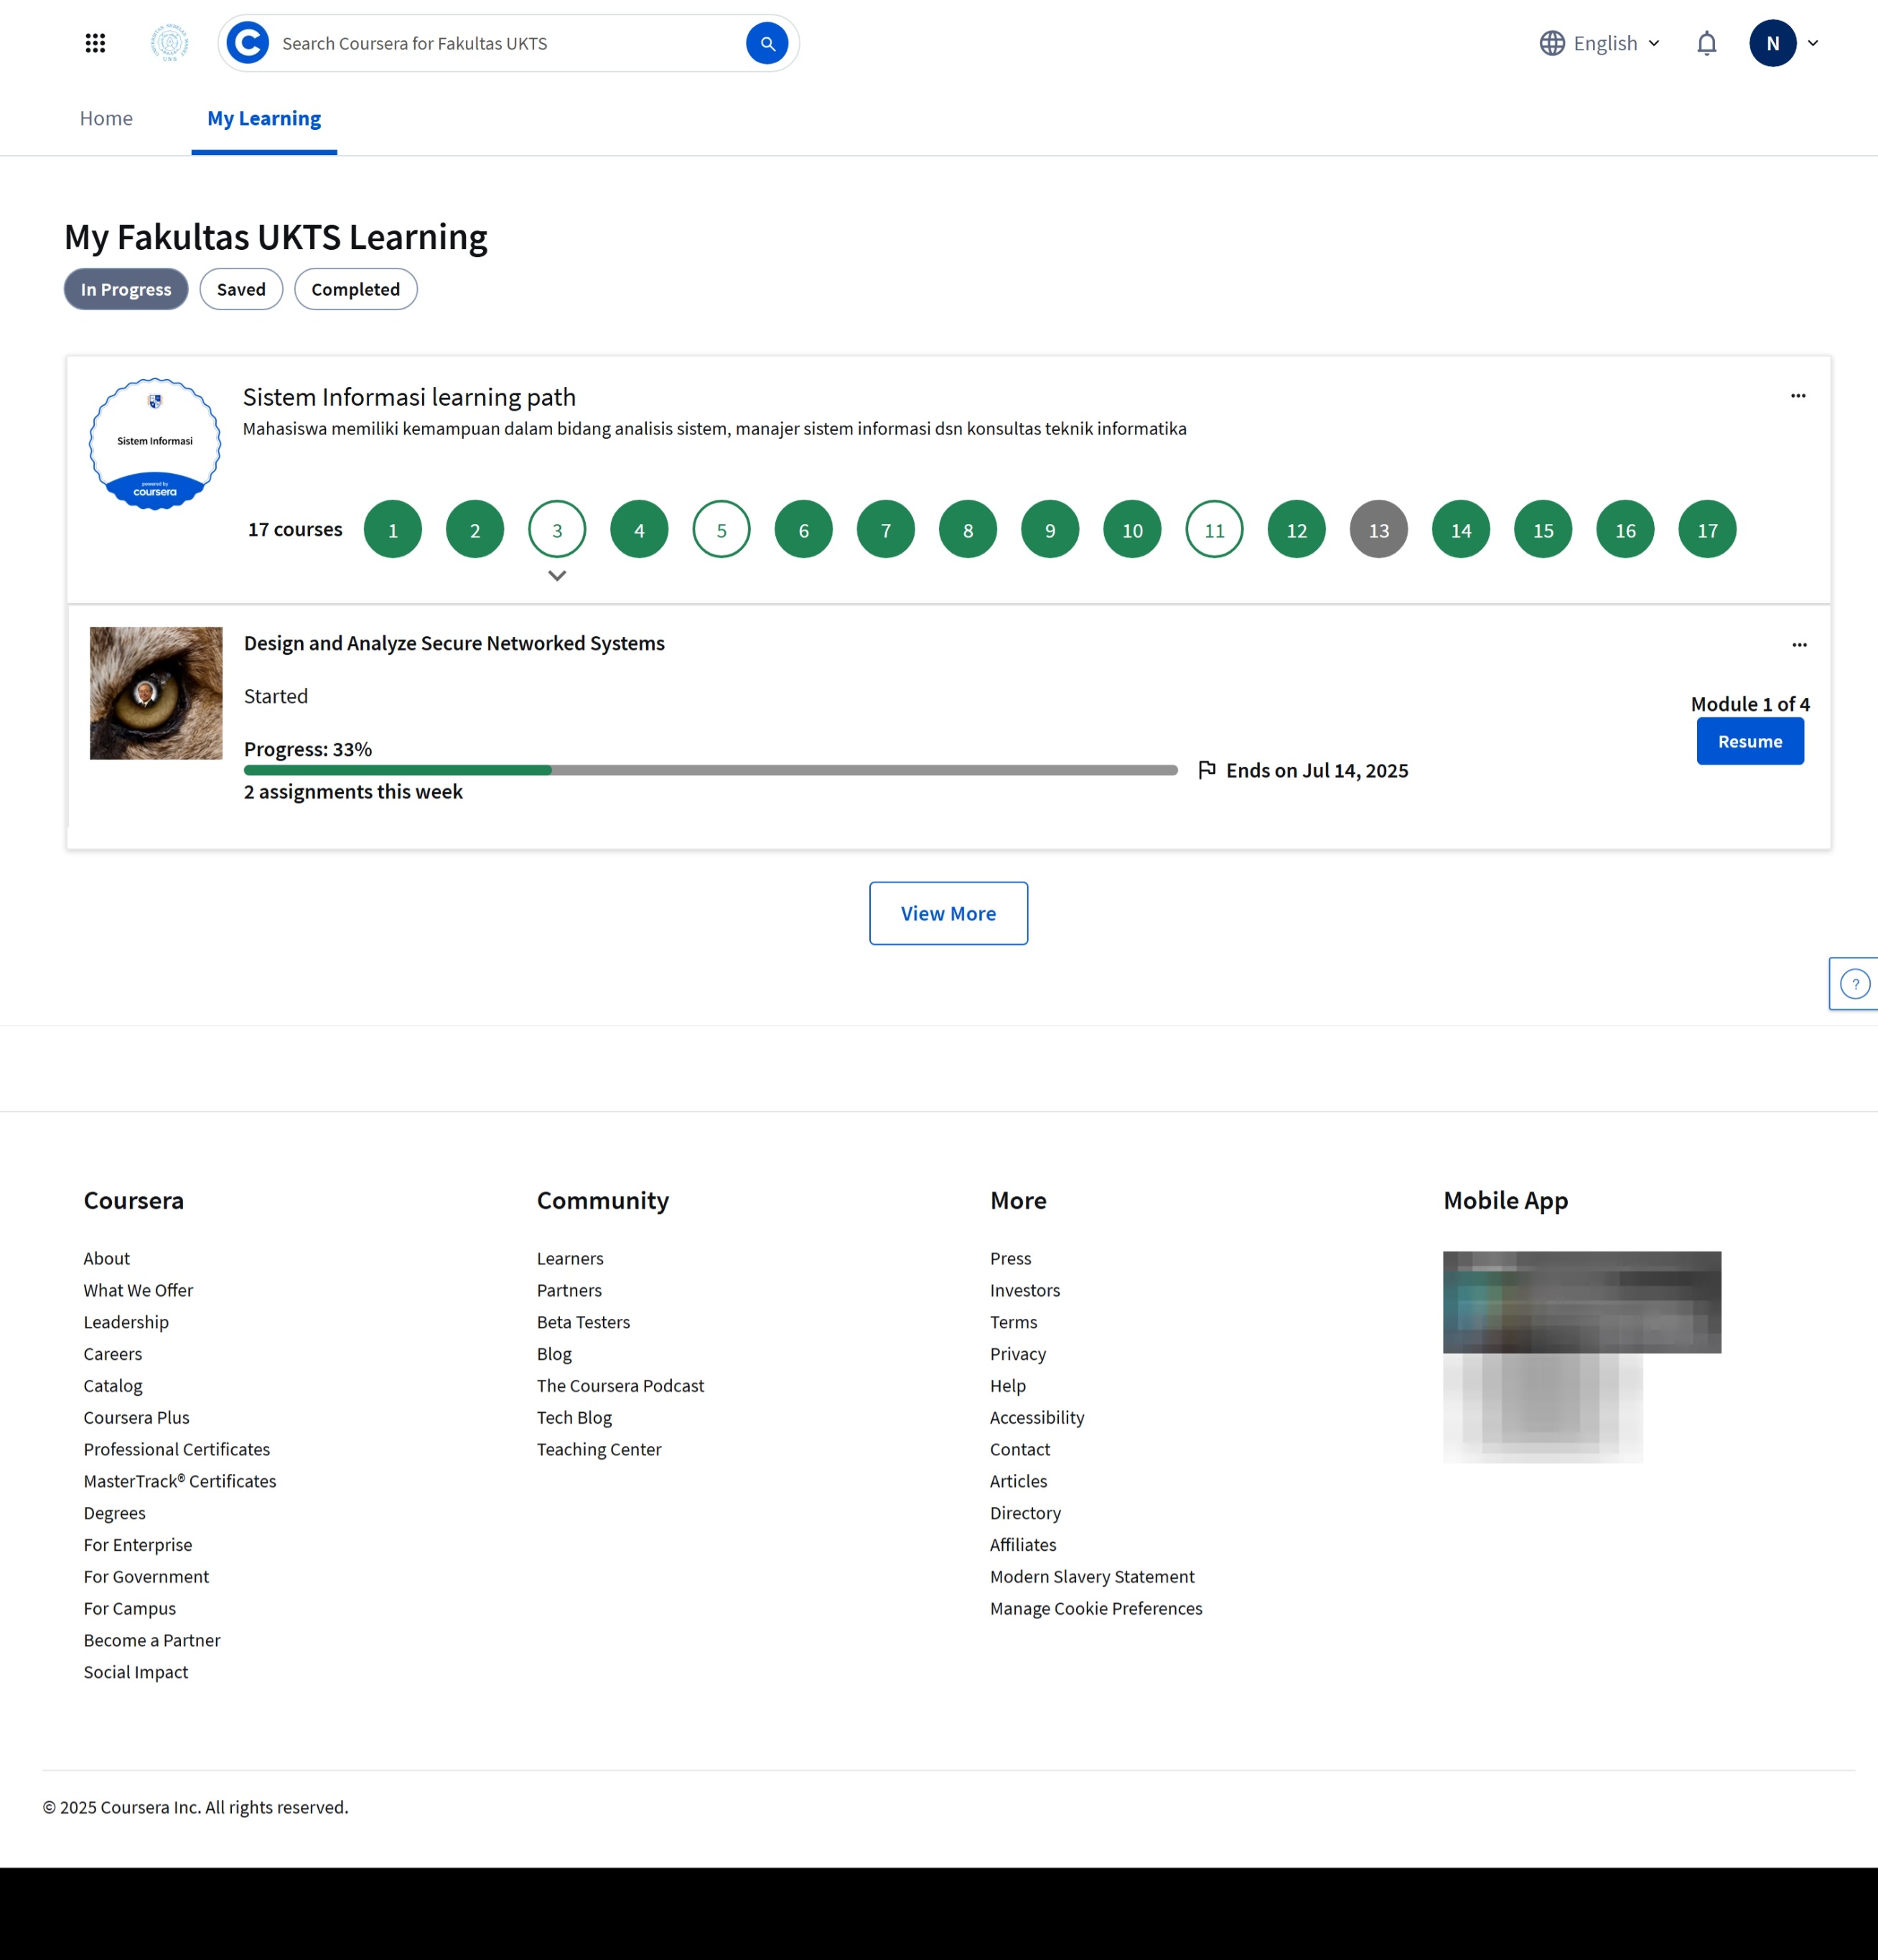 Search Coursera for Fakultas UKTS
English
N
Home
My Learning
My Fakultas UKTS Learning
In Progress
Saved
Completed
Sistem Informasi
powered by
coursera
Sistem Informasi learning path
Mahasiswa memiliki kemampuan dalam bidang analisis sistem, manajer sistem informasi dsn konsultas teknik informatika
17 courses
1 2 3 4 5 6 7 8 9 10 11 12 13 14 15 16 17
Design and Analyze Secure Networked Systems
Started
Module 1 of 4
Resume
Progress: 33%
Ends on Jul 14, 2025
2 assignments this week
View More
?
Coursera
About
What We Offer
Leadership
Careers
Catalog
Coursera Plus
Professional Certificates
MasterTrack® Certificates
Degrees
For Enterprise
For Government
For Campus
Become a Partner
Social Impact
Community
Learners
Partners
Beta Testers
Blog
The Coursera Podcast
Tech Blog
Teaching Center
More
Press
Investors
Terms
Privacy
Help
Accessibility
Contact
Articles
Directory
Affiliates
Modern Slavery Statement
Manage Cookie Preferences
Mobile App
© 2025 Coursera Inc. All rights reserved.